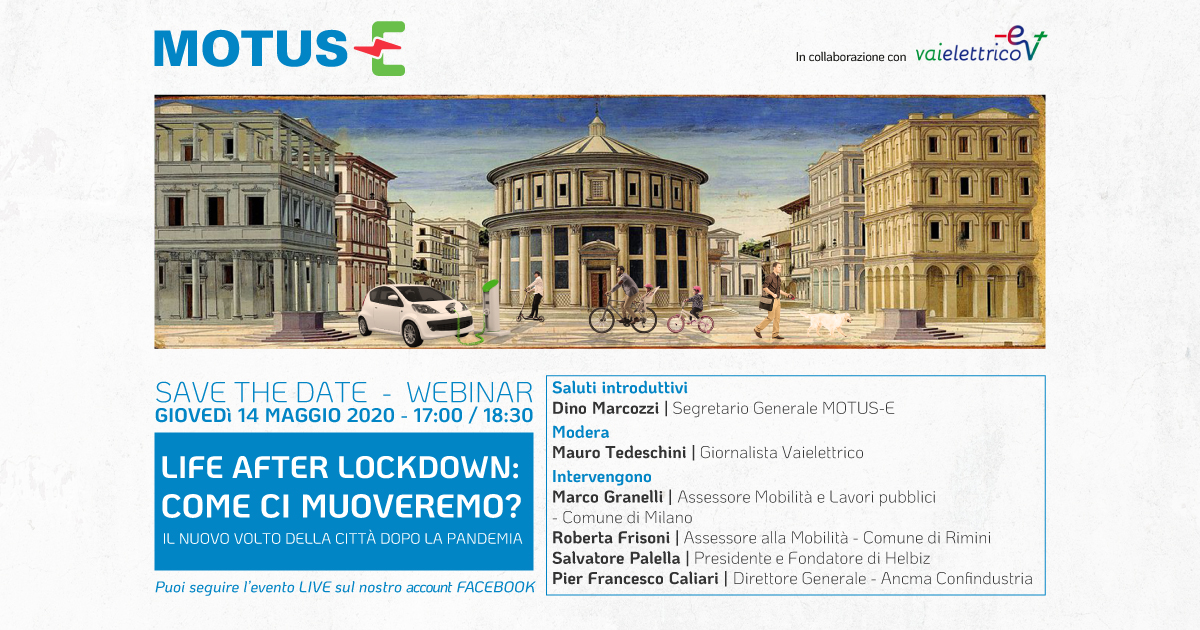 MOTUS-E
In collaborazione con vaielettrico -ev+
SAVE THE DATE - WEBINAR
GIOVEDì 14 MAGGIO 2020 - 17:00 / 18:30
LIFE AFTER LOCKDOWN:
COME CI MUOVEREMO?
IL NUOVO VOLTO DELLA CITTÀ DOPO LA PANDEMIA
Puoi seguire l'evento LIVE sul nostro account FACEBOOK
Saluti introduttivi
Dino Marcozzi | Segretario Generale MOTUS-E
Modera
Mauro Tedeschini | Giornalista Vaielettrico
Intervengono
Marco Granelli | Assessore Mobilità e Lavori pubblici
- Comune di Milano
Roberta Frisoni | Assessore alla Mobilità - Comune di Rimini
Salvatore Palella | Presidente e Fondatore di Helbiz
Pier Francesco Caliari | Direttore Generale - Ancma Confindustria